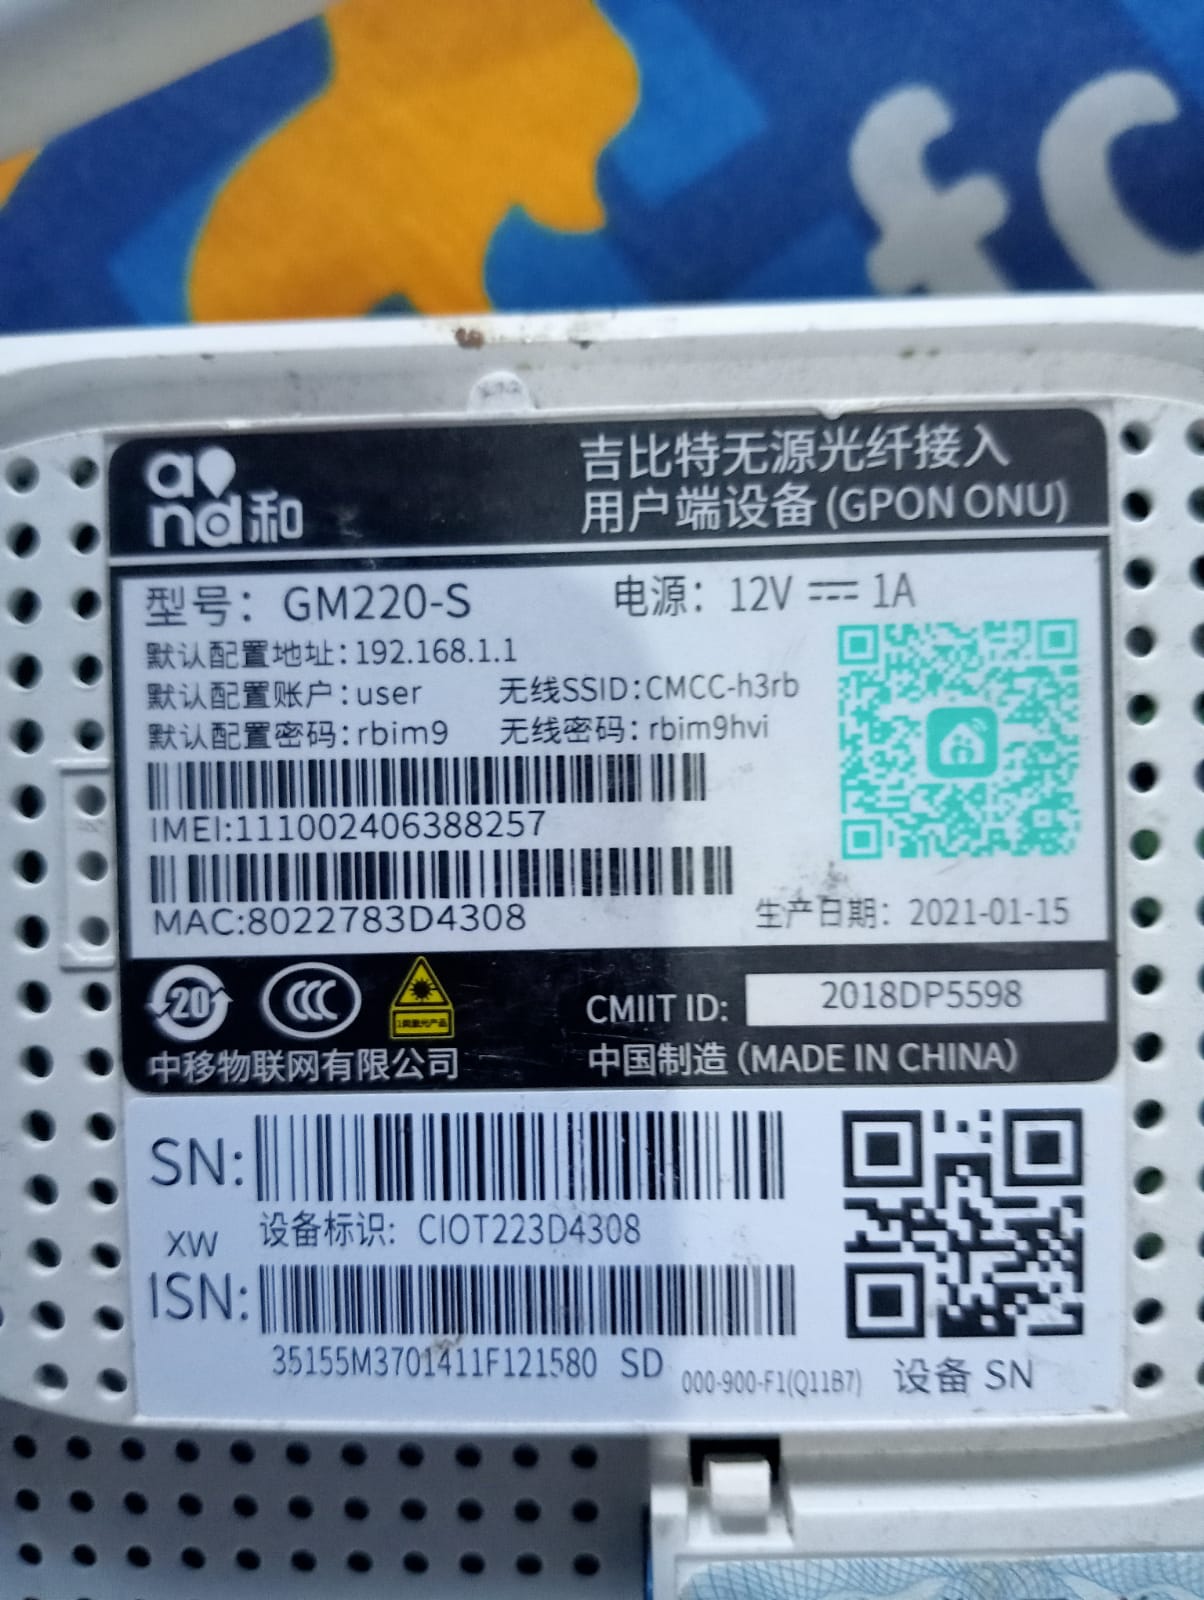 and和
吉比特无源光纤接入
用户端设备(GPON ONU)
型号：GM220-S 电源：12V 1A
默认配置地址:192.168.1.1
默认配置账户:user 无线SSID:CMCC-h3rb
默认配置密码:rbim9 无线密码:rbim9hvi
IMEI:111002406388257
MAC:8022783D4308
生产日期：2021-01-15
20
CCC
CMIIT ID: 2018DP5598
中移物联网有限公司
中国制造(MADE IN CHINA)
SN:
XW 设备标识: CIOT223D4308
ISN:
35155M3701411F121580 SD 000-900-F1(Q11B7)
设备 SN